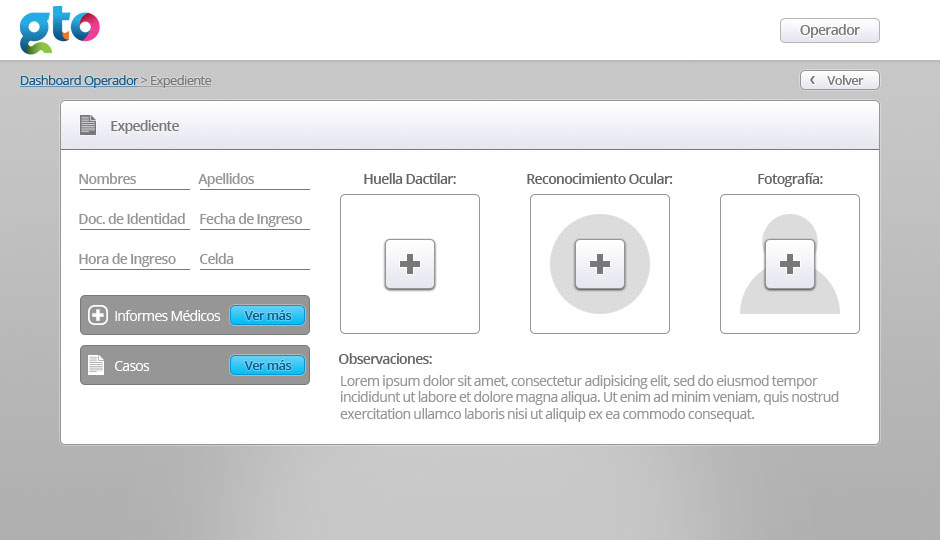 gto
Operador
Dashboard Operador > Expediente
Volver
Expediente
Nombres
Apellidos
Doc. de Identidad
Fecha de Ingreso
Hora de Ingreso
Celda
Informes Médicos
Ver más
Casos
Ver más
Huella Dactilar:
Reconocimiento Ocular:
Fotografía:
Observaciones:
Lorem ipsum dolor sit amet, consectetur adipisicing elit, sed do eiusmod tempor
incididunt ut labore et dolore magna aliqua. Ut enim ad minim veniam, quis nostrud
exercitation ullamco laboris nisi ut aliquip ex ea commodo consequat.